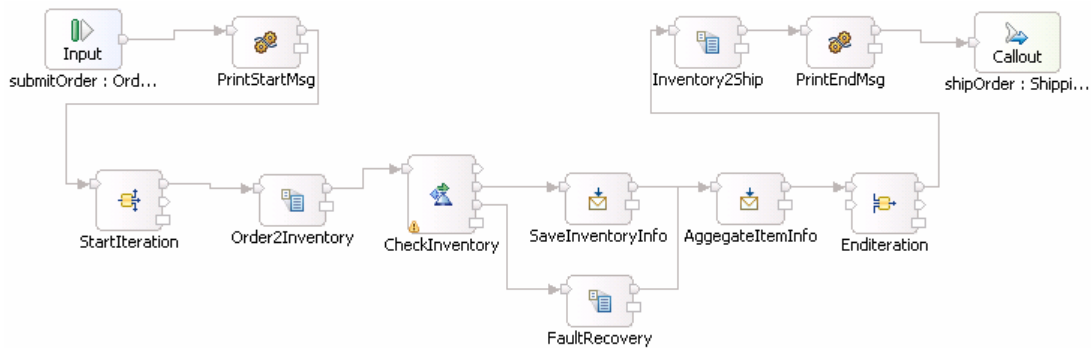 Input
submitOrder : Ord...
PrintStartMsg
Inventory2Ship
PrintEndMsg
Callout
shipOrder : Shippi...
StartIteration
Order2Inventory
CheckInventory
SaveInventoryInfo
AggegateItemInfo
Enditeration
FaultRecovery